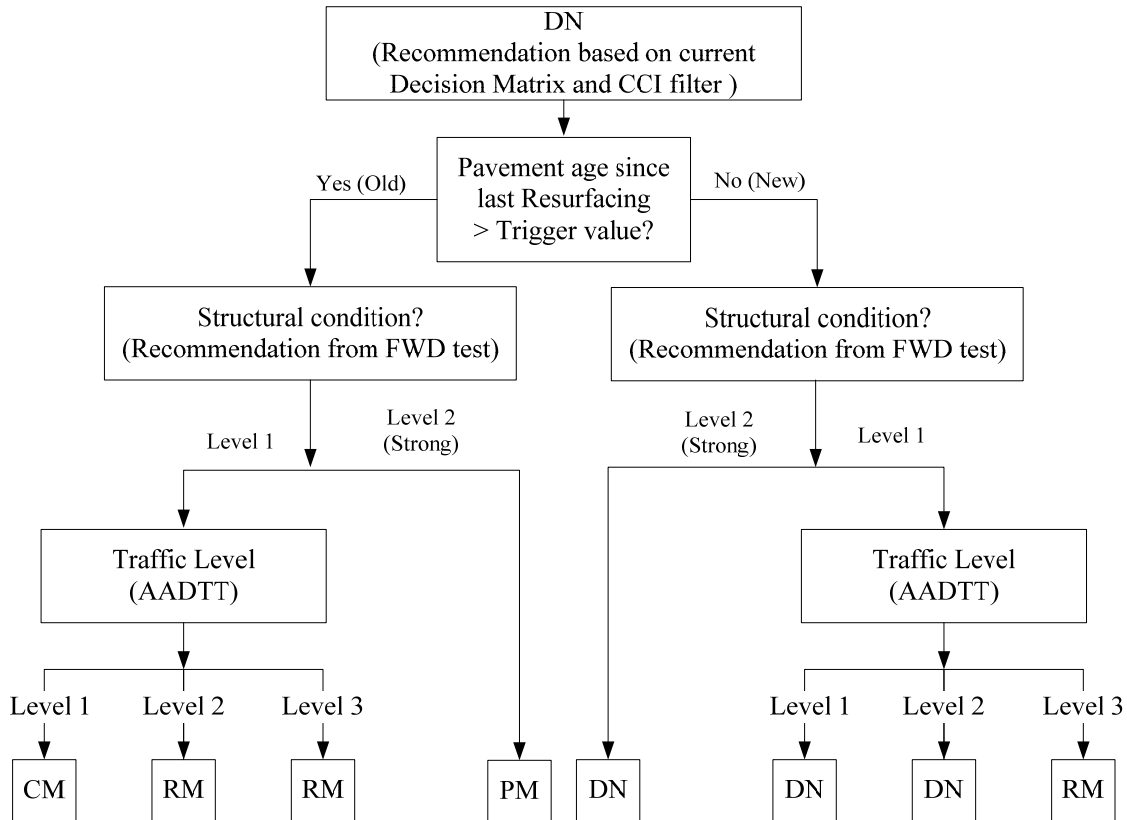 DN
(Recommendation based on current
Decision Matrix and CCI filter )
Pavement age since
last Resurfacing
> Trigger value?
Yes (Old)
No (New)
Structural condition?
(Recommendation from FWD test)
Structural condition?
(Recommendation from FWD test)
Level 1
Level 2
(Strong)
Level 2
(Strong)
Level 1
Traffic Level
(AADTT)
Traffic Level
(AADTT)
Level 1
Level 2
Level 3
Level 1
Level 2
Level 3
CM
RM
RM
PM
DN
DN
DN
RM